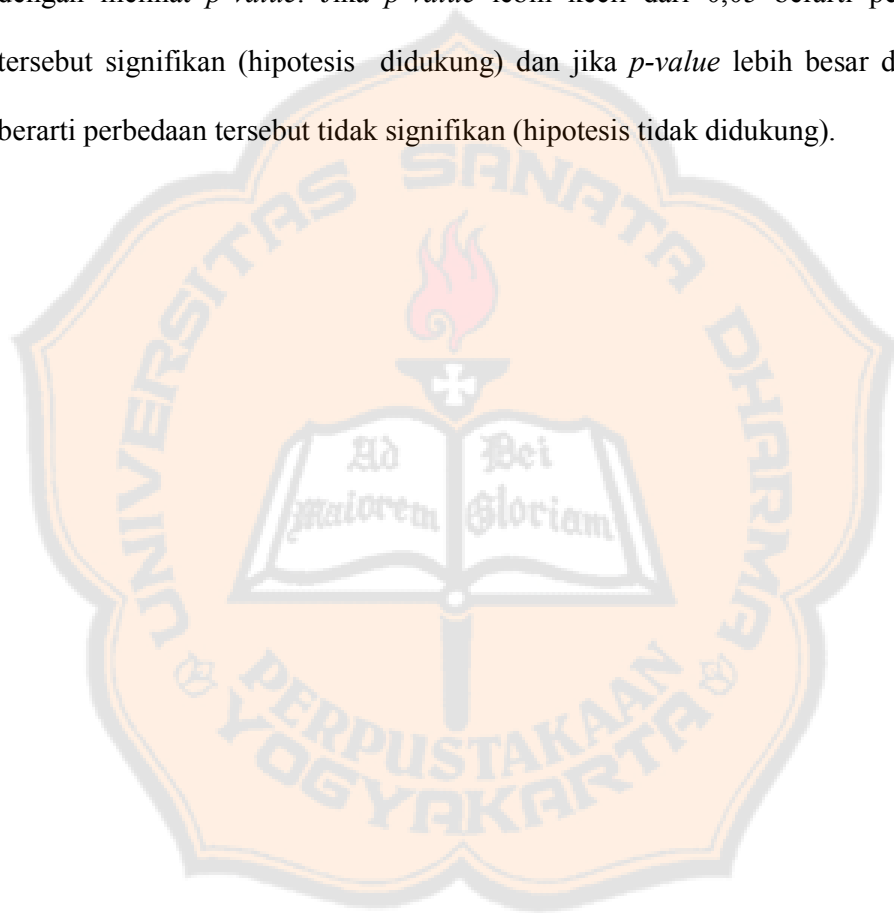 dengan melihat p-value. Jika p-value lebih kecil dari 0,05 berarti pe
tersebut signifikan (hipotesis didukung) dan jika p-value lebih besar d
berarti perbedaan tersebut tidak signifikan (hipotesis tidak didukung).
UNIVERSITAS SANATA DHARMA
Ad Dei
maiorem Gloriam
PERPUSTAKAAN
YOGYAKARTA